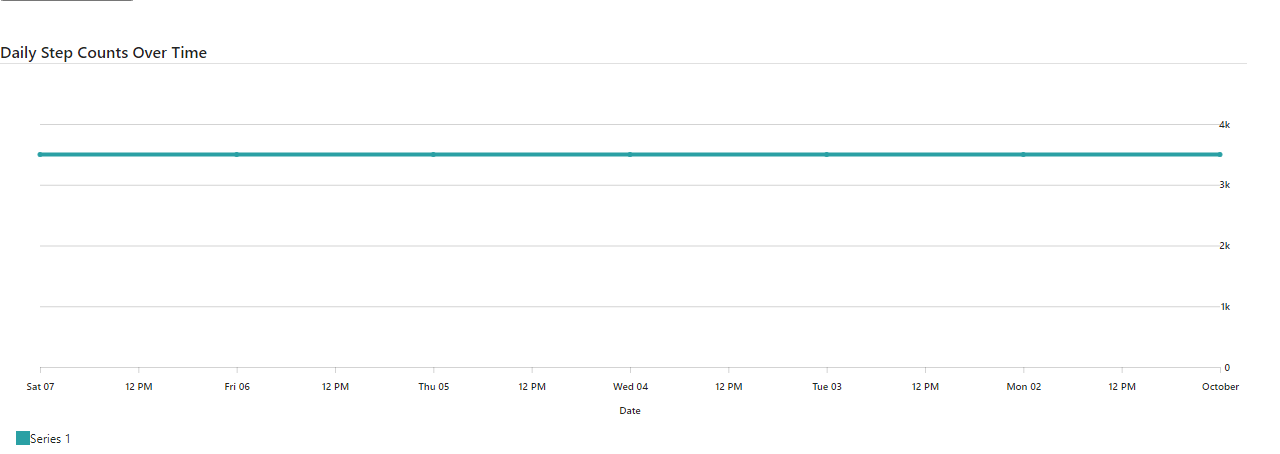 Daily Step Counts Over Time
4k
3k
2k
1k
0
Sat 07 12 PM Fri 06 12 PM Thu 05 12 PM Wed 04 12 PM Tue 03 12 PM Mon 02 12 PM October
Date
Series 1